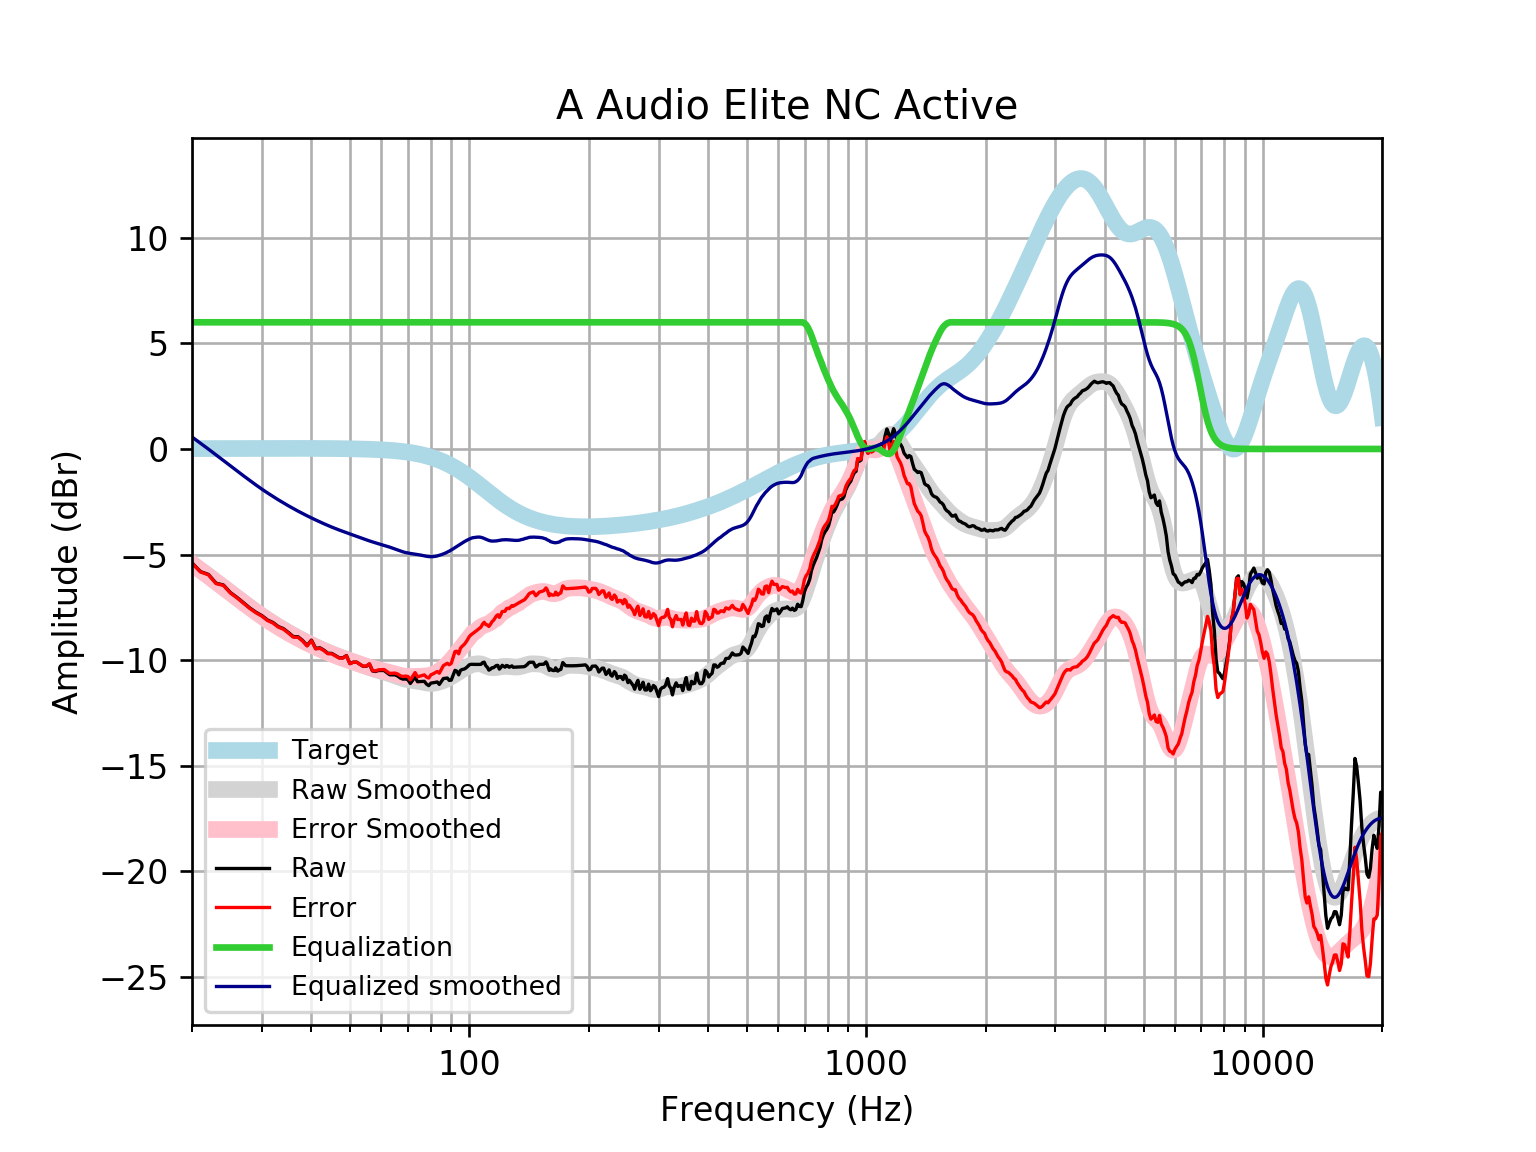 A Audio Elite NC Active
10
5
0
−5
−10
−15
−20
−25
Amplitude (dBr)
Target
Raw Smoothed
Error Smoothed
Raw
Error
Equalization
Equalized smoothed
100 1000 10000
Frequency (Hz)